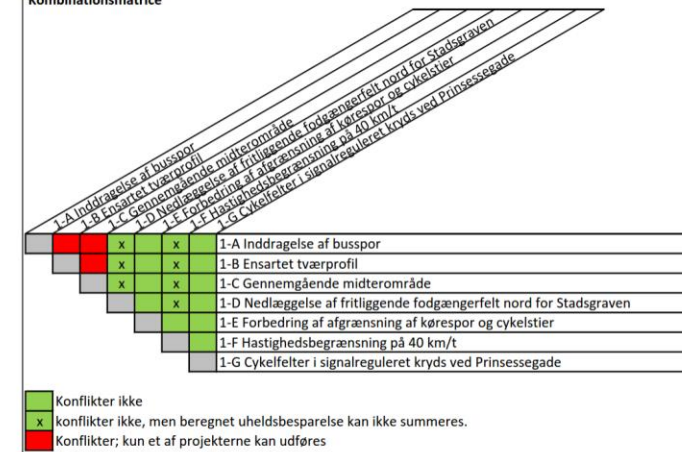 Kombinationsmatrice
1-A Inddragelse af busspor
1-B Ensartet tværprofil
1-C Gennemgående midterområde
1-D Nedlæggelse af fritliggende fodgængerfelt nord for Stadsgraven
1-E Forbedring af afgrænsning af kørespor og cykelstier
1-F Hastighedsbegrænsning på 40 km/t
1-G Cykelfelter i signalreguleret kryds ved Prinsessegade
x x 1-A Inddragelse af busspor
x x 1-B Ensartet tværprofil
x x 1-C Gennemgående midterområde
x 1-D Nedlæggelse af fritliggende fodgængerfelt nord for Stadsgraven
1-E Forbedring af afgrænsning af kørespor og cykelstier
1-F Hastighedsbegrænsning på 40 km/t
1-G Cykelfelter i signalreguleret kryds ved Prinsessegade
Konflikter ikke
x konflikter ikke, men beregnet uheldsbesparelse kan ikke summeres.
Konflikter; kun et af projekterne kan udføres